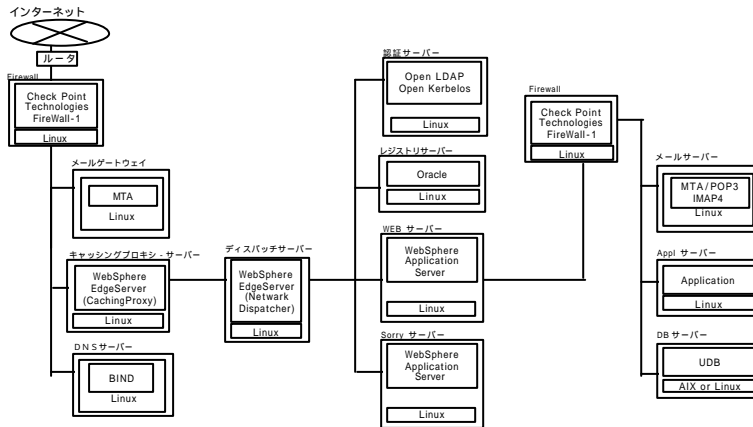 インターネット
ルータ
Firewall
Check Point
Technologies
FireWall-1
Linux
メールゲートウェイ
MTA
Linux
キャッシングプロキシ - サーバー
WebSphere
EdgeServer
(CachingProxy)
Linux
DNSサーバー
BIND
Linux
ディスパッチサーバー
WebSphere
EdgeServer
(Netwark
Dispatcher)
Linux
認証サーバー
Open LDAP
Open Kerbelos
Linux
レジストリサーバー
Oracle
Linux
WEB サーバー
WebSphere
Application
Server
Linux
Sorry サーバー
WebSphere
Application
Server
Linux
Firewall
Check Point
Technologies
FireWall-1
Linux
メールサーバー
MTA/POP3
IMAP4
Linux
Appl サーバー
Application
Linux
DBサーバー
UDB
AIX or Linux